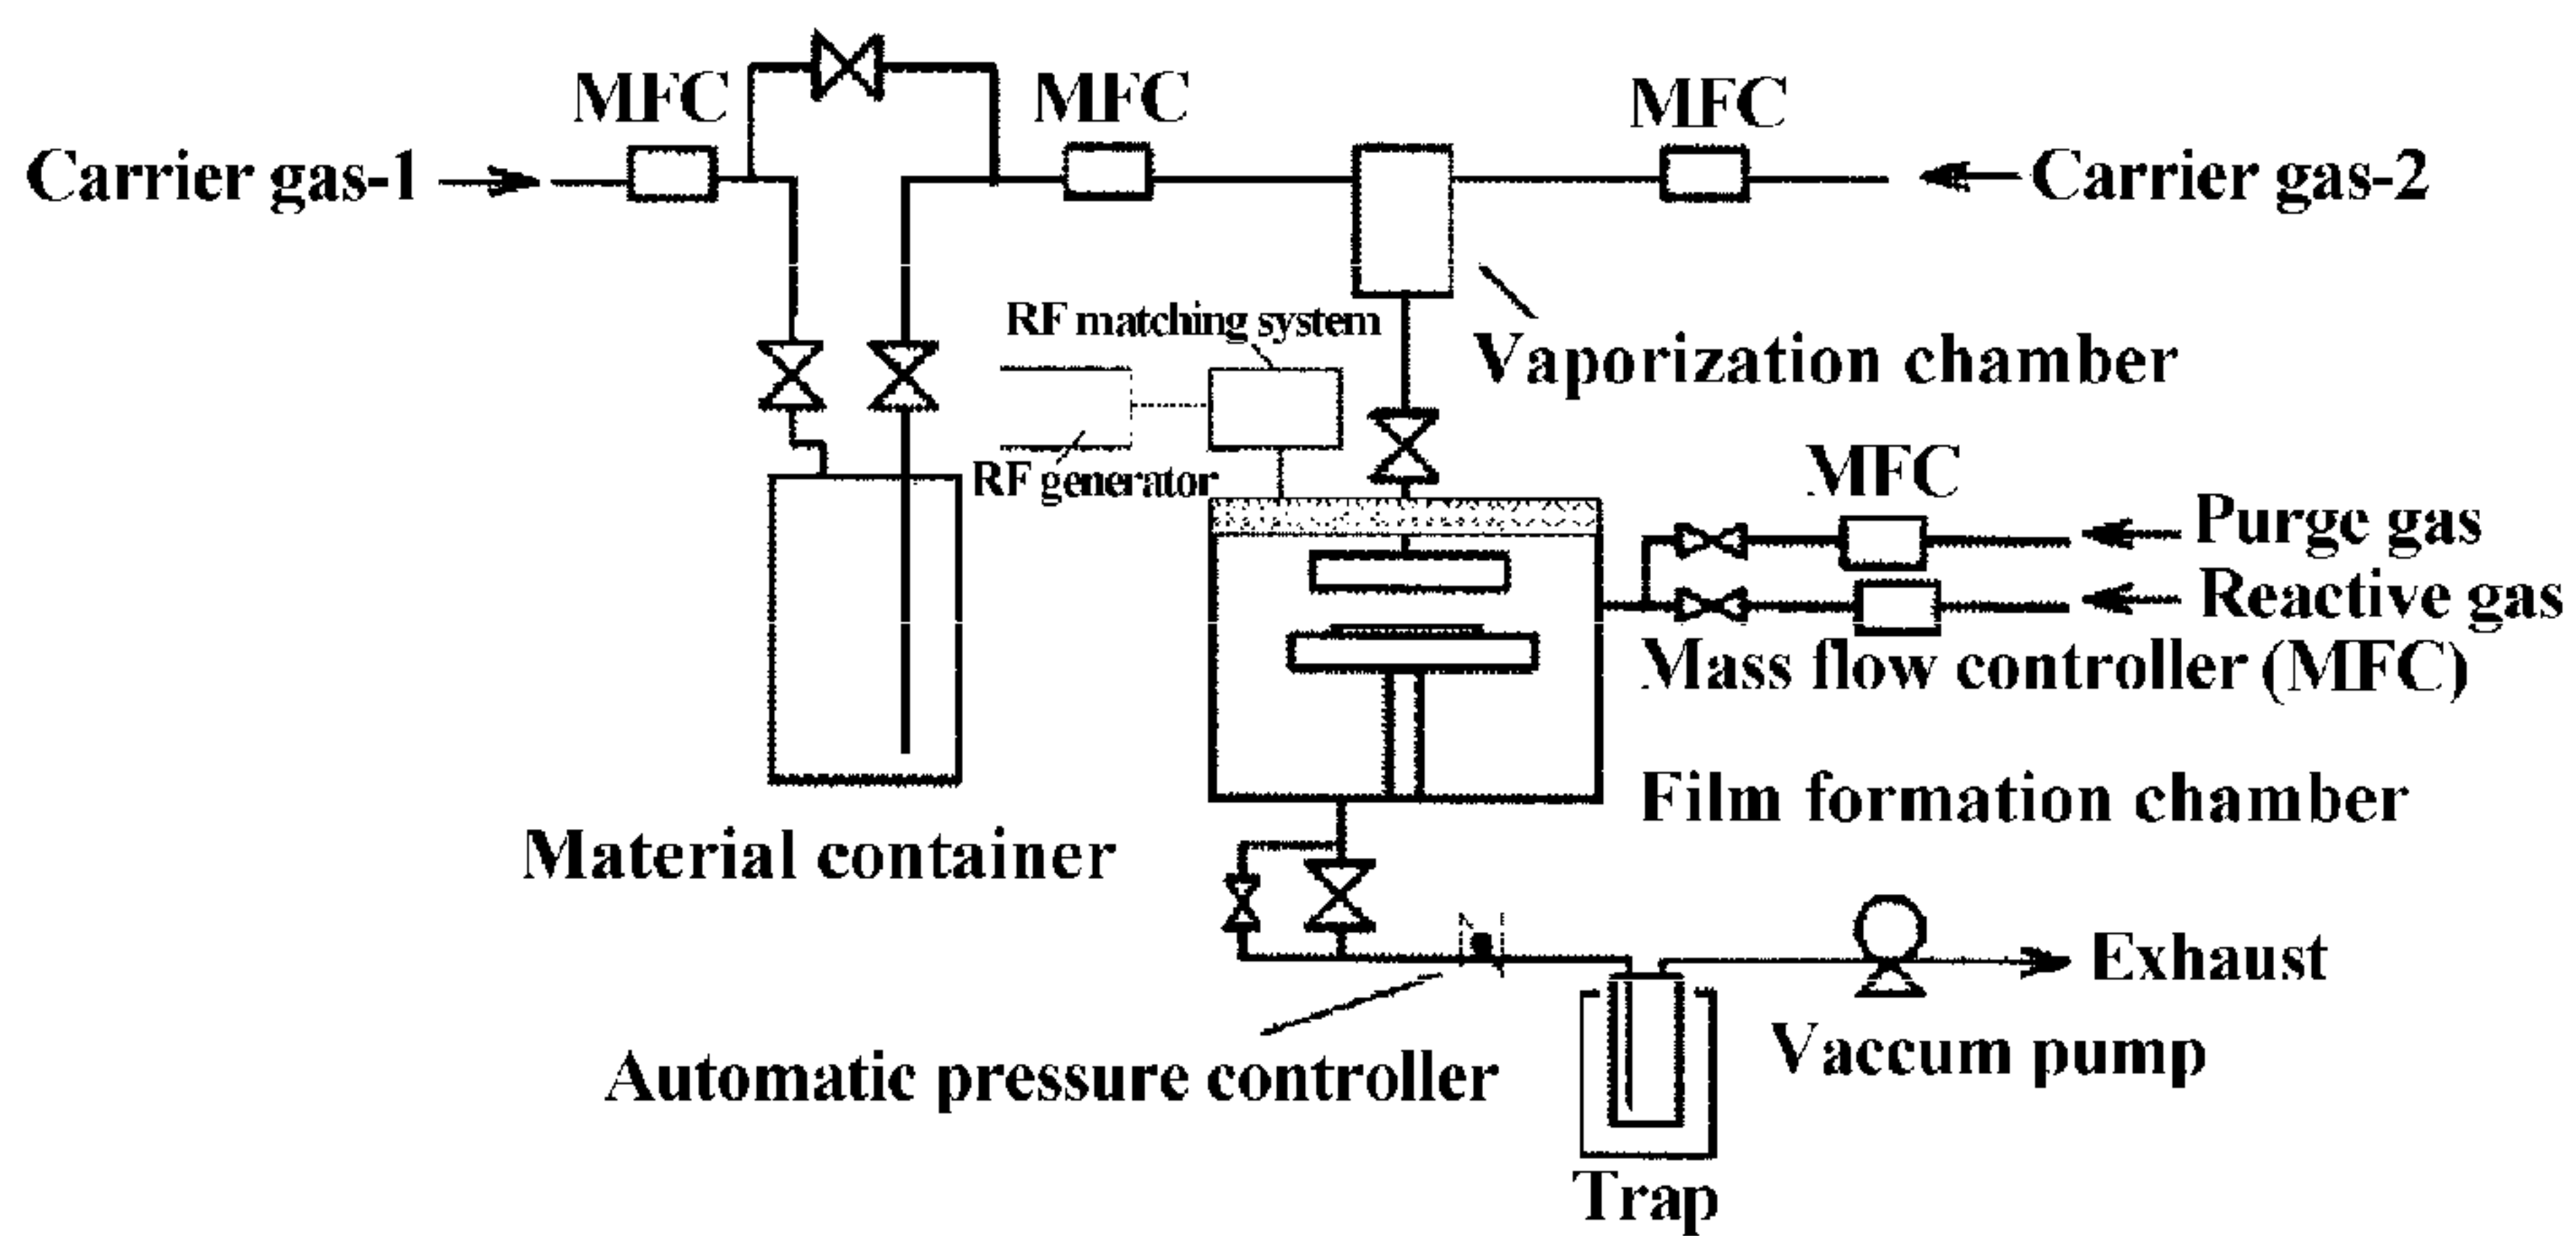 MFC
MFC
MFC
Carrier gas-1
Carrier gas-2
RF matching system
Vaporization chamber
RF generator
MFC
Purge gas
Reactive gas
Mass flow controller (MFC)
Film formation chamber
Material container
Exhaust
Automatic pressure controller
Vaccum pump
Trap